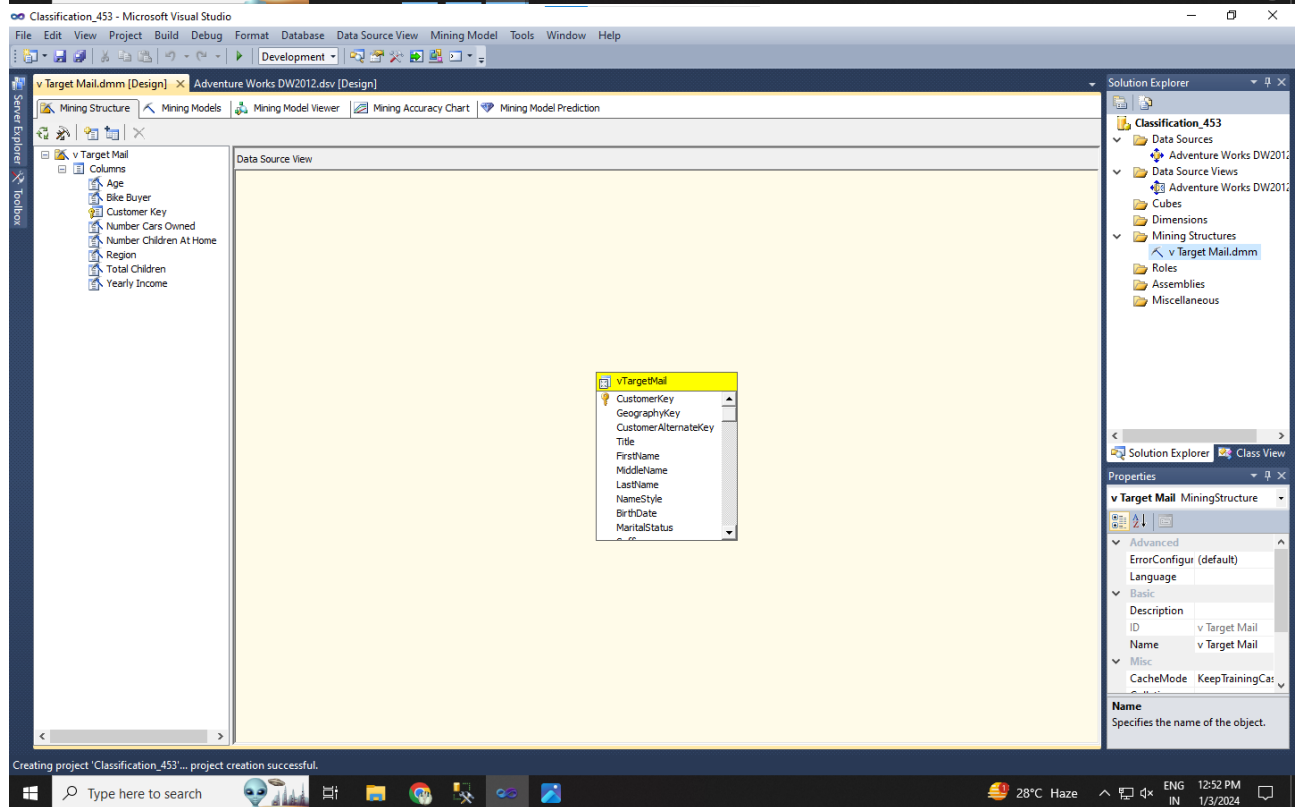 Classification_453 - Microsoft Visual Studio
File Edit View Project Build Debug Format Database Data Source View Mining Model Tools Window Help
Development
v Target Mail.dmm [Design] Adventure Works DW2012.dsv [Design]
Mining Structure Mining Models Mining Model Viewer Mining Accuracy Chart Mining Model Prediction
Server Explorer
Toolbox
v Target Mail
Columns
Age
Bike Buyer
Customer Key
Number Cars Owned
Number Children At Home
Region
Total Children
Yearly Income
Data Source View
vTargetMail
CustomerKey
GeographyKey
CustomerAlternateKey
Title
FirstName
MiddleName
LastName
NameStyle
BirthDate
MaritalStatus
Solution Explorer
Classification_453
Data Sources
Adventure Works DW2012
Data Source Views
Adventure Works DW2012
Cubes
Dimensions
Mining Structures
v Target Mail.dmm
Roles
Assemblies
Miscellaneous
Solution Explorer Class View
Properties
v Target Mail MiningStructure
Advanced
ErrorConfigur (default)
Language
Basic
Description
ID v Target Mail
Name v Target Mail
Misc
CacheMode KeepTrainingCas
Name
Specifies the name of the object.
Creating project 'Classification_453'... project creation successful.
Type here to search
28°C Haze
ENG
IN
12:52 PM
1/3/2024